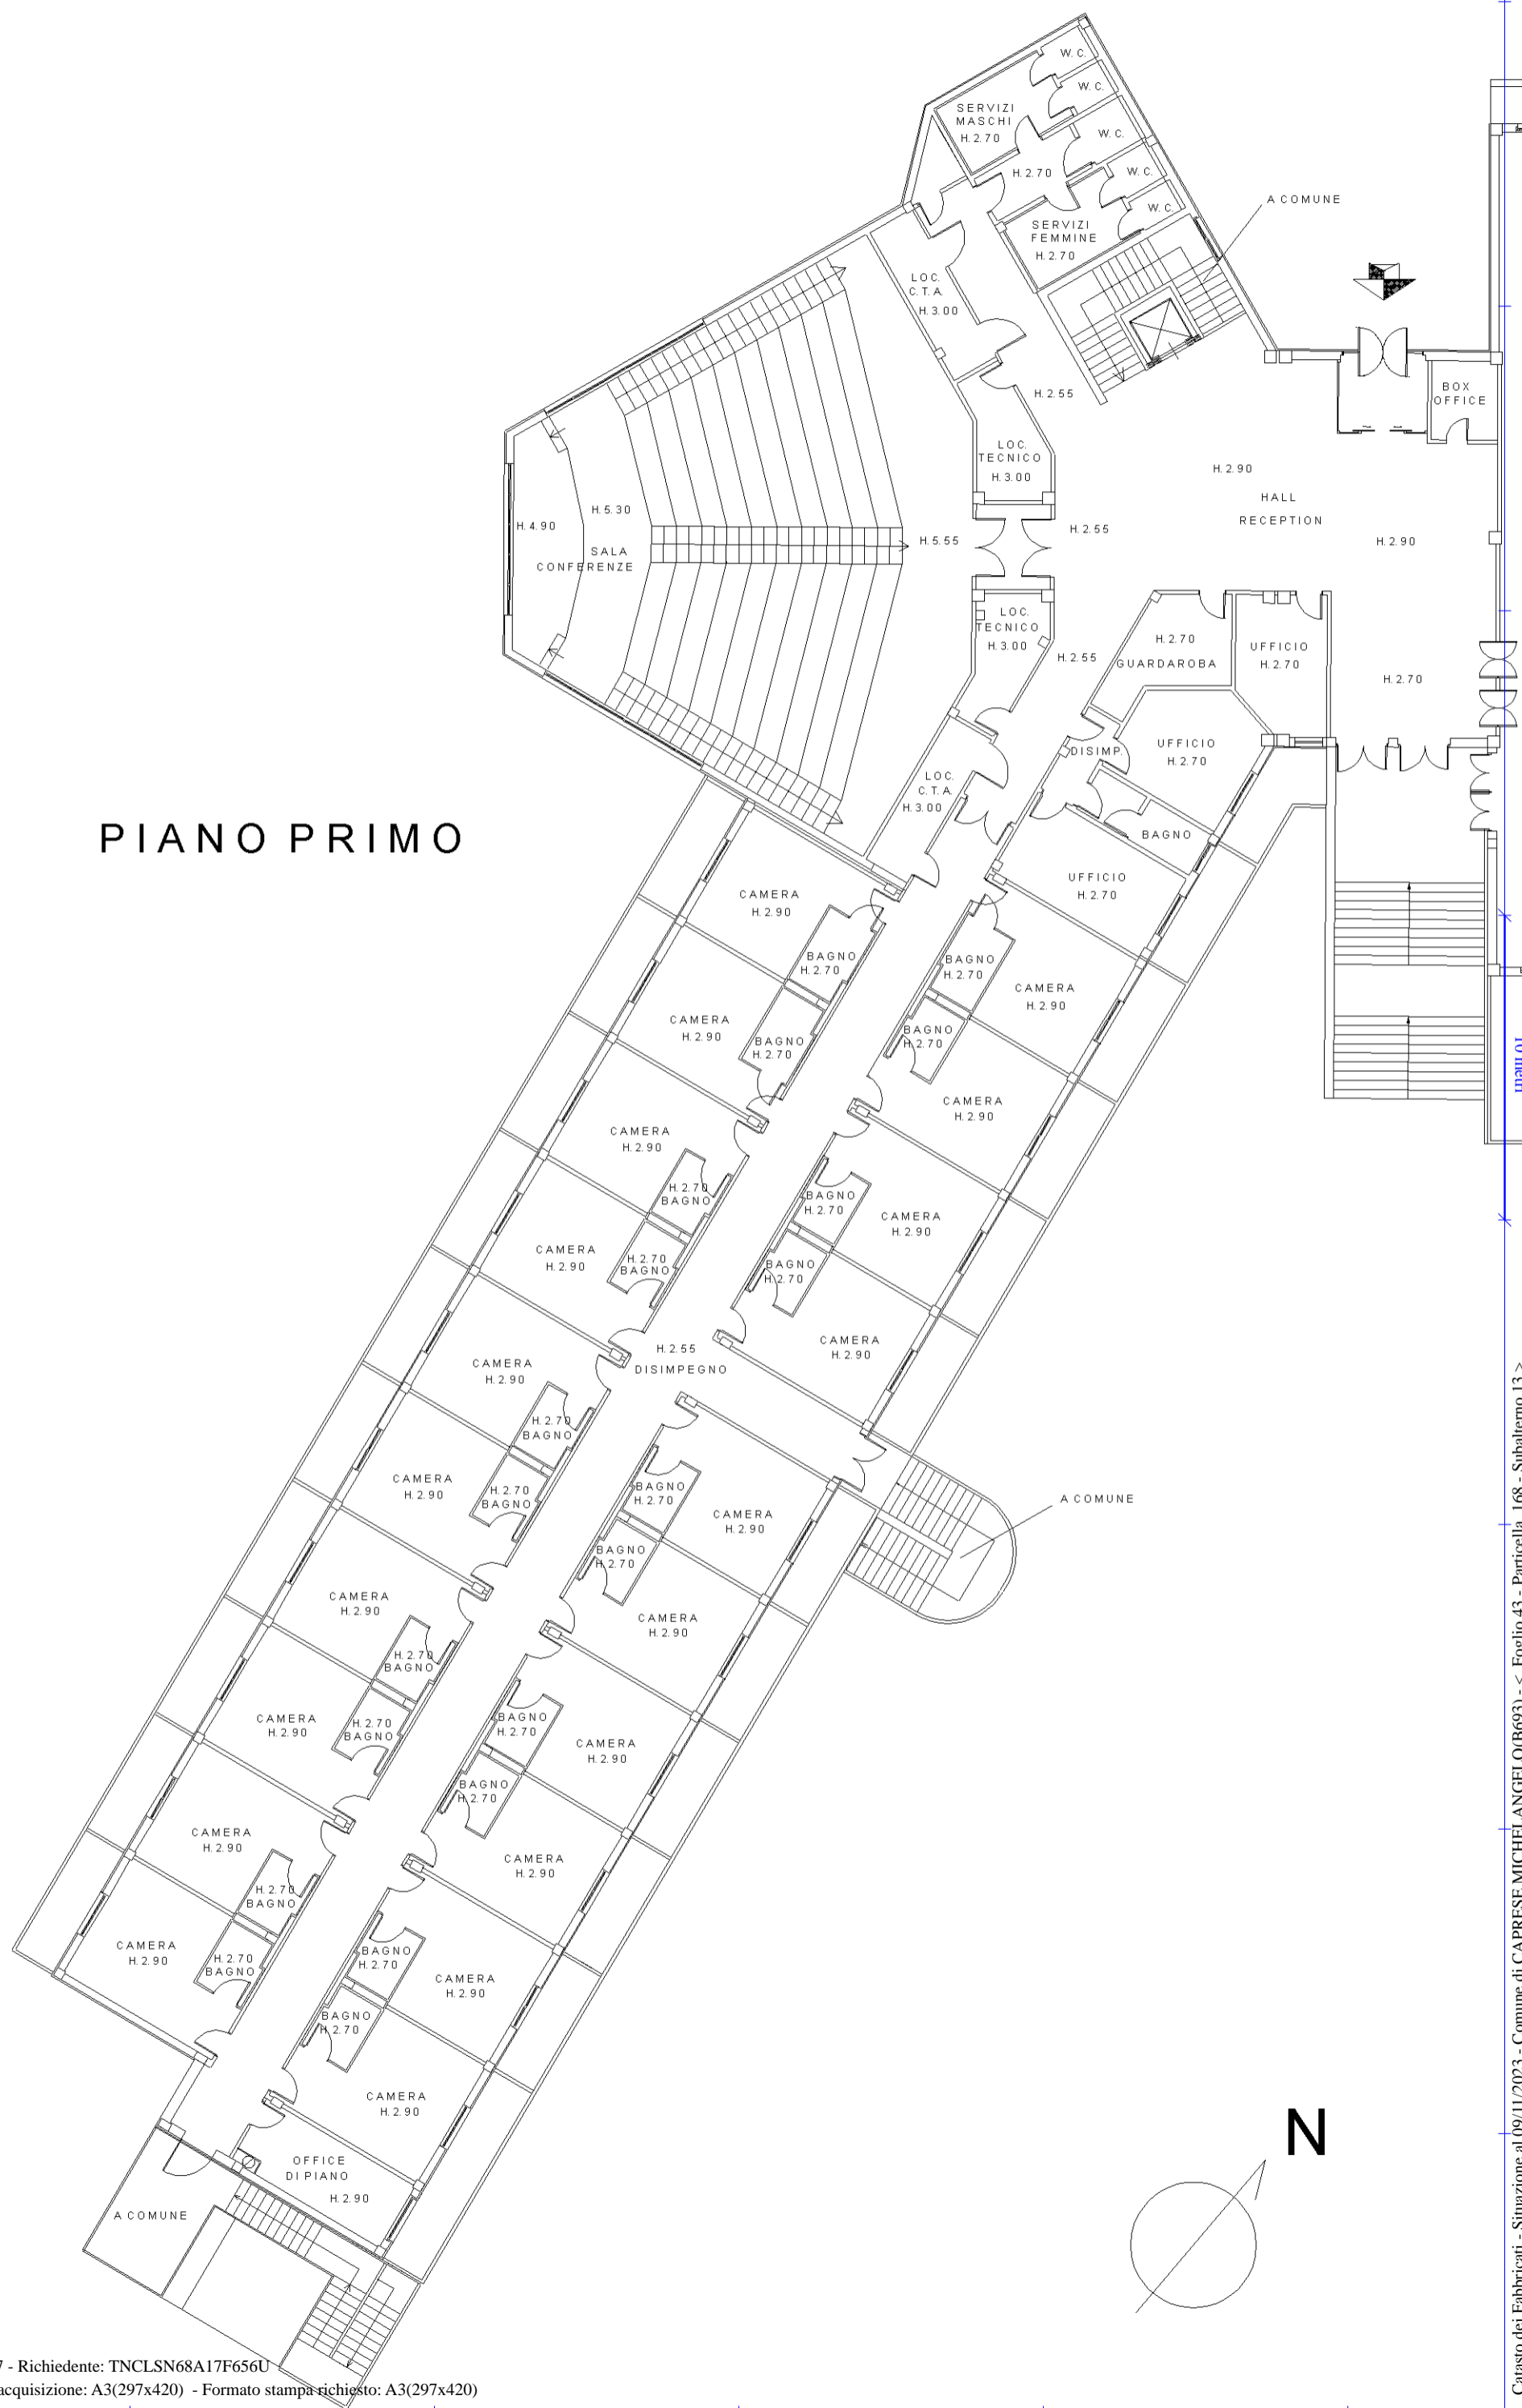 W.C.
W.C.
SERVIZI
MASCHI
H.2.70
W.C.
H.2.70
W.C.
W.C.
A COMUNE
SERVIZI
FEMMINE
H.2.70
LOC.
C.T.A.
H.3.00
H.2.55
BOX
OFFICE
LOC.
TECNICO
H.3.00
H.2.90
HALL
RECEPTION
H.5.30
H.4.90
SALA
CONFERENZE
H.5.55
H.2.55
H.2.90
LOC.
TECNICO
H.3.00
H.2.55
H.2.70
GUARDAROBA
UFFICIO
H.2.70
H.2.70
DISIMP.
UFFICIO
H.2.70
LOC.
C.T.A.
H.3.00
BAGNO
PIANO PRIMO
UFFICIO
H.2.70
CAMERA
H.2.90
BAGNO
H.2.70
BAGNO
H.2.70
CAMERA
H.2.90
CAMERA
H.2.90
BAGNO
H.2.70
BAGNO
H.2.70
CAMERA
H.2.90
CAMERA
H.2.90
H.2.70
BAGNO
BAGNO
H.2.70
CAMERA
H.2.90
CAMERA
H.2.90
H.2.70
BAGNO
BAGNO
H.2.70
CAMERA
H.2.90
H.2.55
DISIMPEGNO
CAMERA
H.2.90
H.2.70
BAGNO
CAMERA
H.2.90
H.2.70
BAGNO
BAGNO
H.2.70
CAMERA
H.2.90
A COMUNE
BAGNO
H.2.70
CAMERA
H.2.90
CAMERA
H.2.90
H.2.70
BAGNO
CAMERA
H.2.90
H.2.70
BAGNO
BAGNO
H.2.70
CAMERA
H.2.90
BAGNO
H.2.70
CAMERA
H.2.90
CAMERA
H.2.90
H.2.70
BAGNO
CAMERA
H.2.90
H.2.70
BAGNO
BAGNO
H.2.70
CAMERA
H.2.90
BAGNO
H.2.70
CAMERA
H.2.90
OFFICE
DI PIANO
H.2.90
A COMUNE
N
10 metri
Catasto dei Fabbricati - Situazione al 09/11/2023 - Comune di CAPRESE MICHELANGELO(B693) - < Foglio 43 - Particella 168 - Subalterno 13 >
7 - Richiedente: TNCLSN68A17F656U
acquisizione: A3(297x420) - Formato stampa richiesto: A3(297x420)